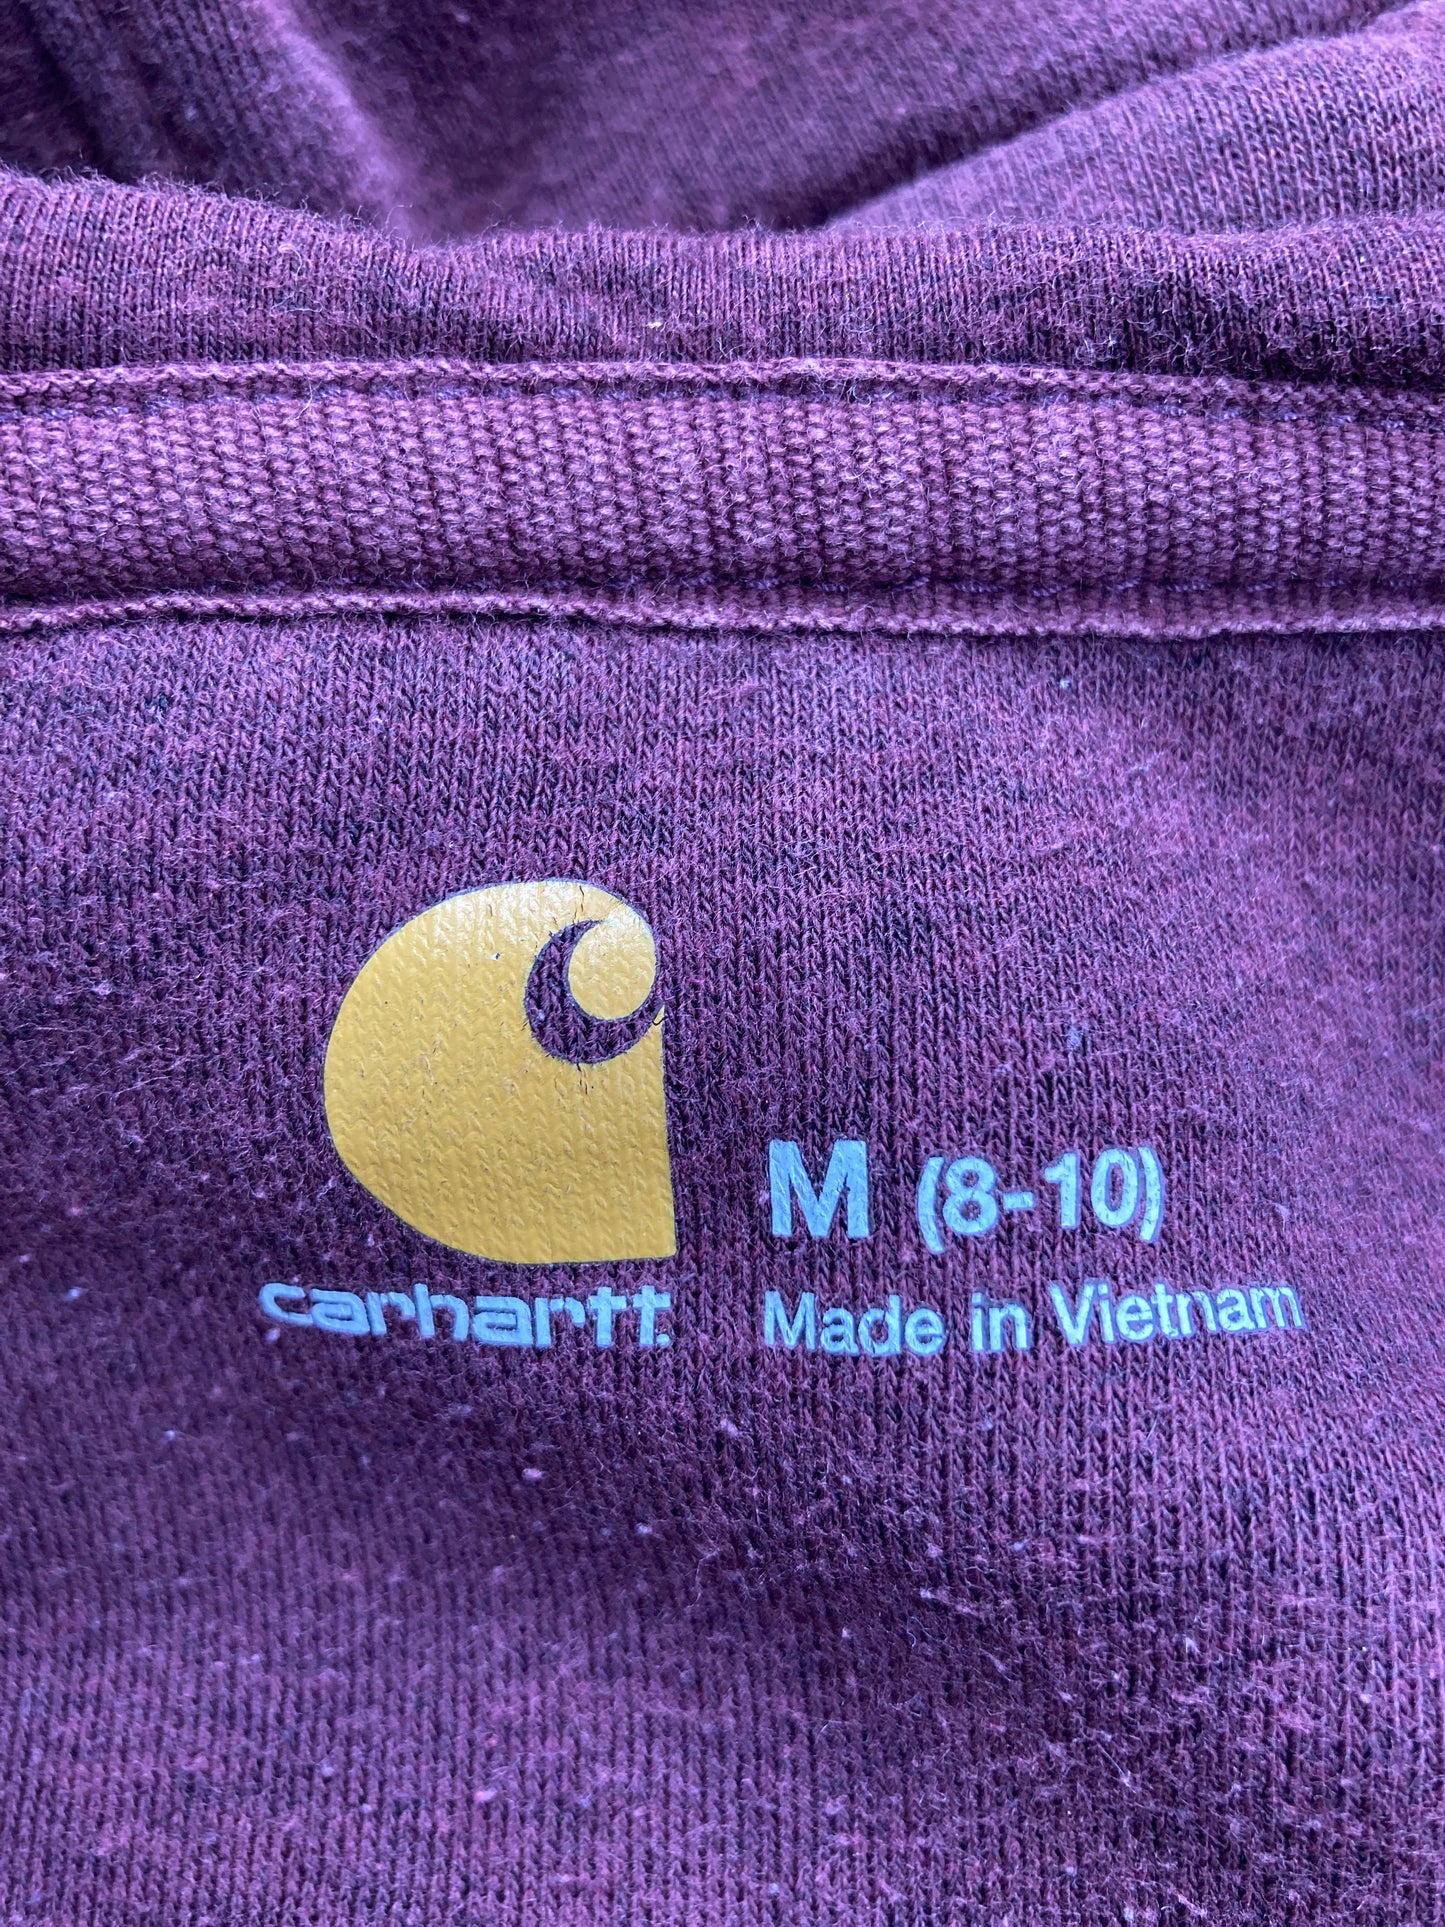 carhartt.
M (8-10)
Made in Vietnam